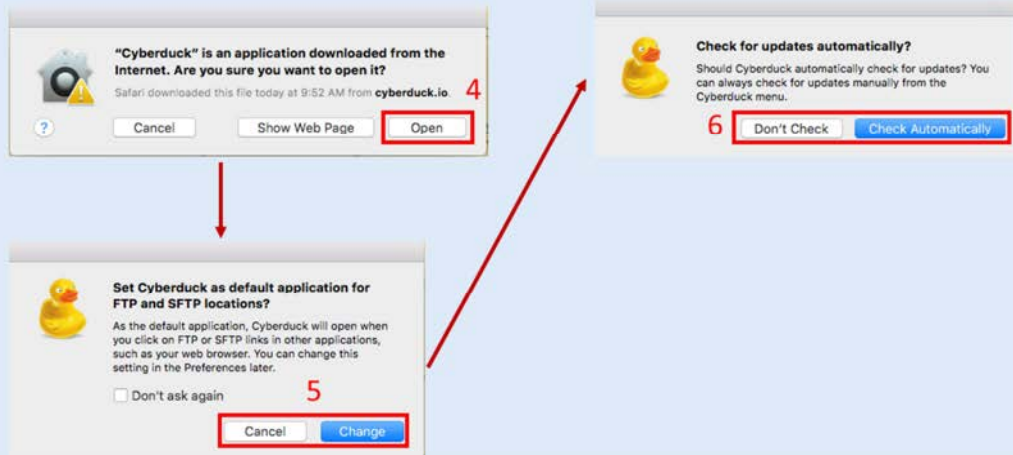 “Cyberduck” is an application downloaded from the
Internet. Are you sure you want to open it?
Safari downloaded this file today at 9:52 AM from cyberduck.io.
4
?
Cancel
Show Web Page
Open
Set Cyberduck as default application for
FTP and SFTP locations?
As the default application, Cyberduck will open when
you click on FTP or SFTP links in other applications,
such as your web browser. You can change this
setting in the Preferences later.
Don't ask again
5
Cancel
Change
Check for updates automatically?
Should Cyberduck automatically check for updates? You
can always check for updates manually from the
Cyberduck menu.
6
Don't Check
Check Automatically